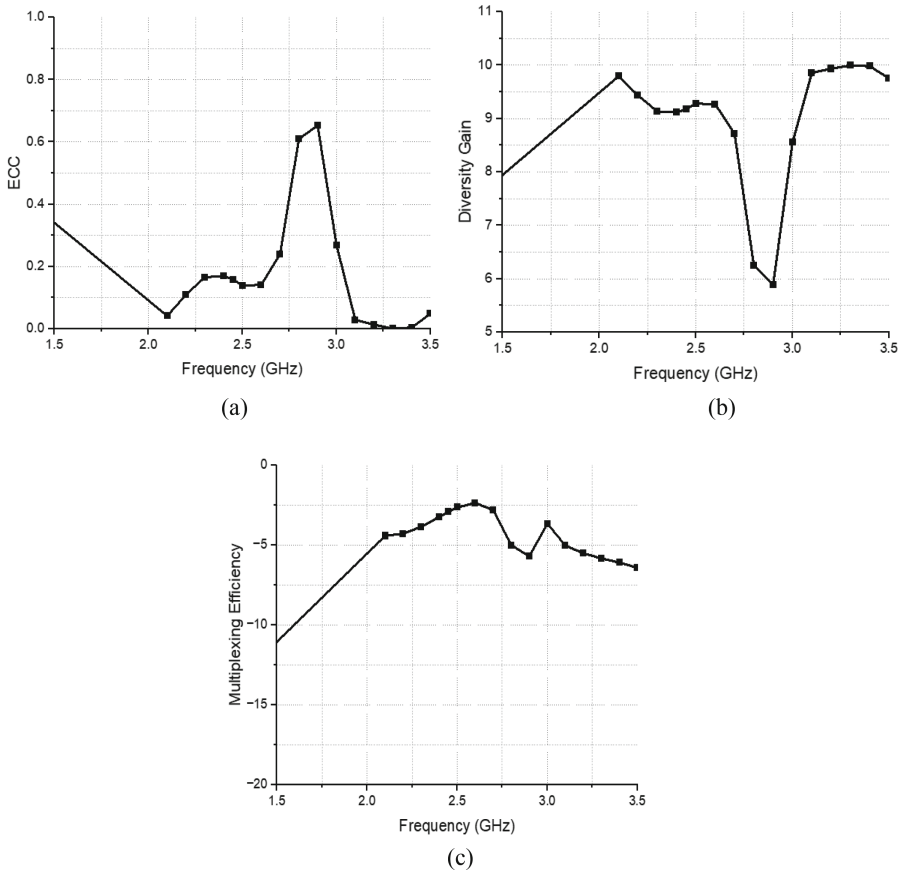 1.0
0.8
0.6
0.4
0.2
0.0
ECC
1.5 2.0 2.5 3.0 3.5
Frequency (GHz)
(a)
11
10
9
8
7
6
5
Diversity Gain
1.5 2.0 2.5 3.0 3.5
Frequency (GHz)
(b)
0
−5
−10
−15
−20
Multiplexing Efficiency
1.5 2.0 2.5 3.0 3.5
Frequency (GHz)
(c)